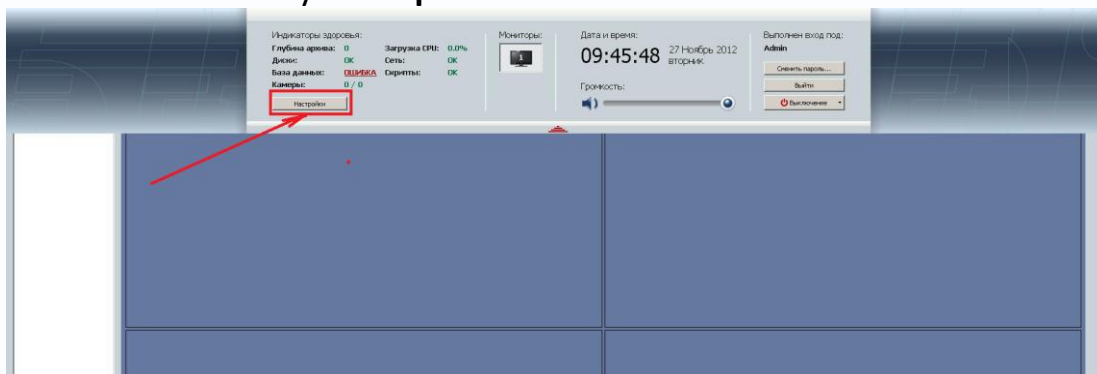 Индикаторы здоровья:
Глубина архива: 0 Загрузка CPU: 0.0%
Диски: OK Сеть: OK
База данных: ОШИБКА Скрипты: OK
Камеры: 0 / 0
Настройки
Мониторы:
1
Дата и время:
09:45:48 27 Ноябрь 2012
вторник
Громкость:
Выполнен вход под:
Admin
Сменить пароль...
Выйти
Выключение